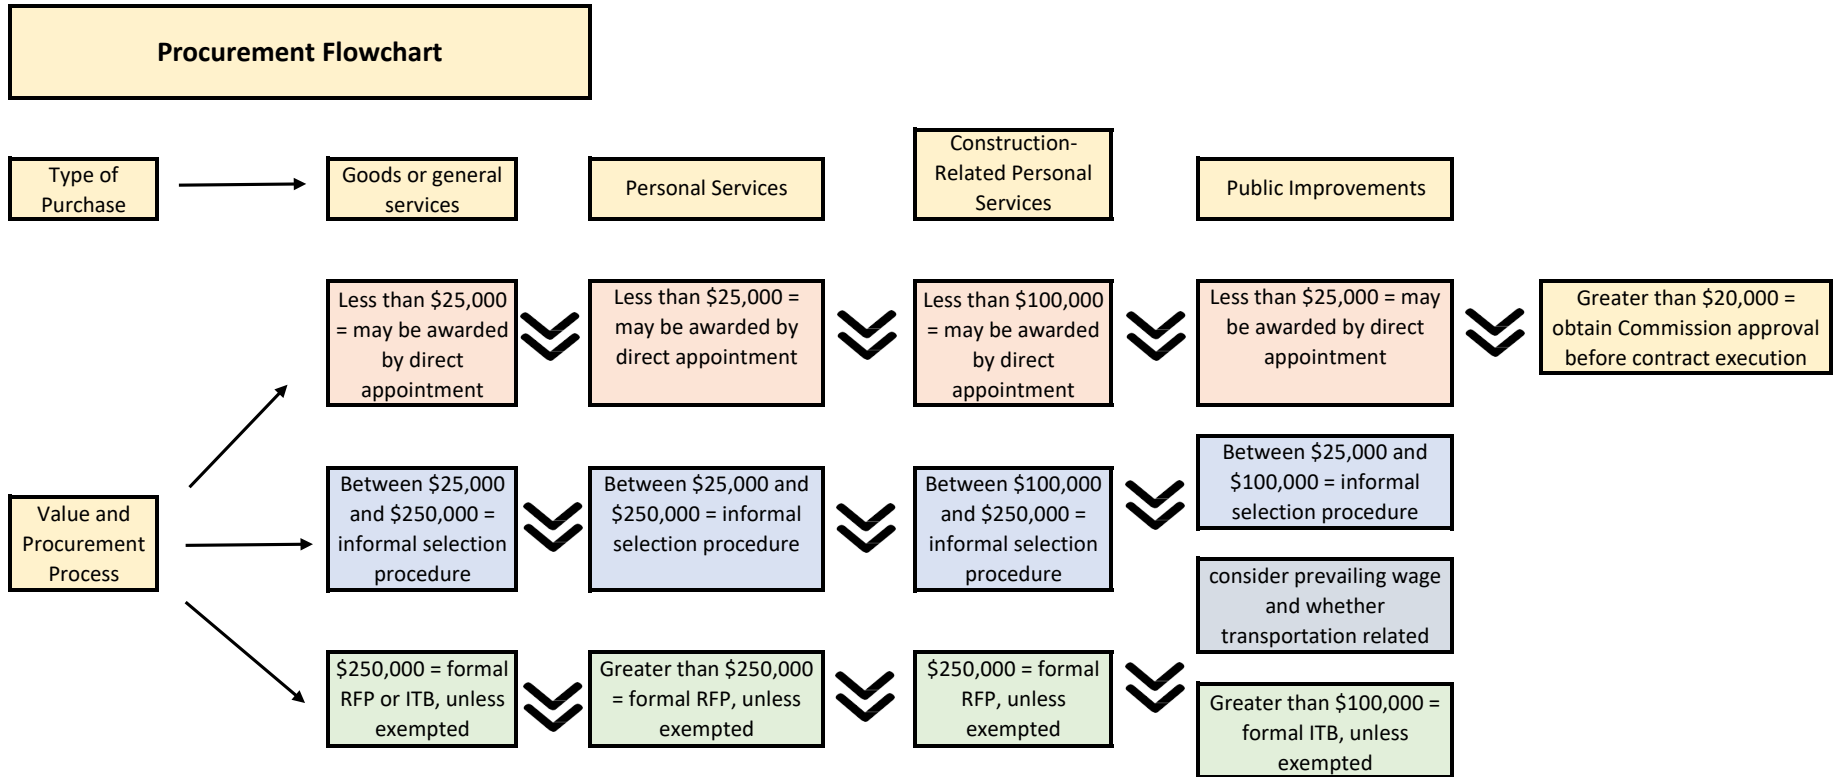 Procurement Flowchart
Type of
Purchase
Goods or general
services
Personal Services
Construction-
Related Personal
Services
Public Improvements
Less than $25,000
= may be awarded
by direct
appointment
Less than $25,000 =
may be awarded by
direct appointment
Less than $100,000
= may be awarded
by direct
appointment
Less than $25,000 = may
be awarded by direct
appointment
Greater than $20,000 =
obtain Commission approval
before contract execution
Value and
Procurement
Process
Between $25,000
and $250,000 =
informal selection
procedure
Between $25,000 and
$250,000 = informal
selection procedure
Between $100,000
and $250,000 =
informal selection
procedure
Between $25,000 and
$100,000 = informal
selection procedure
consider prevailing wage
and whether
transportation related
$250,000 = formal
RFP or ITB, unless
exempted
Greater than $250,000
= formal RFP, unless
exempted
$250,000 = formal
RFP, unless
exempted
Greater than $100,000 =
formal ITB, unless
exempted